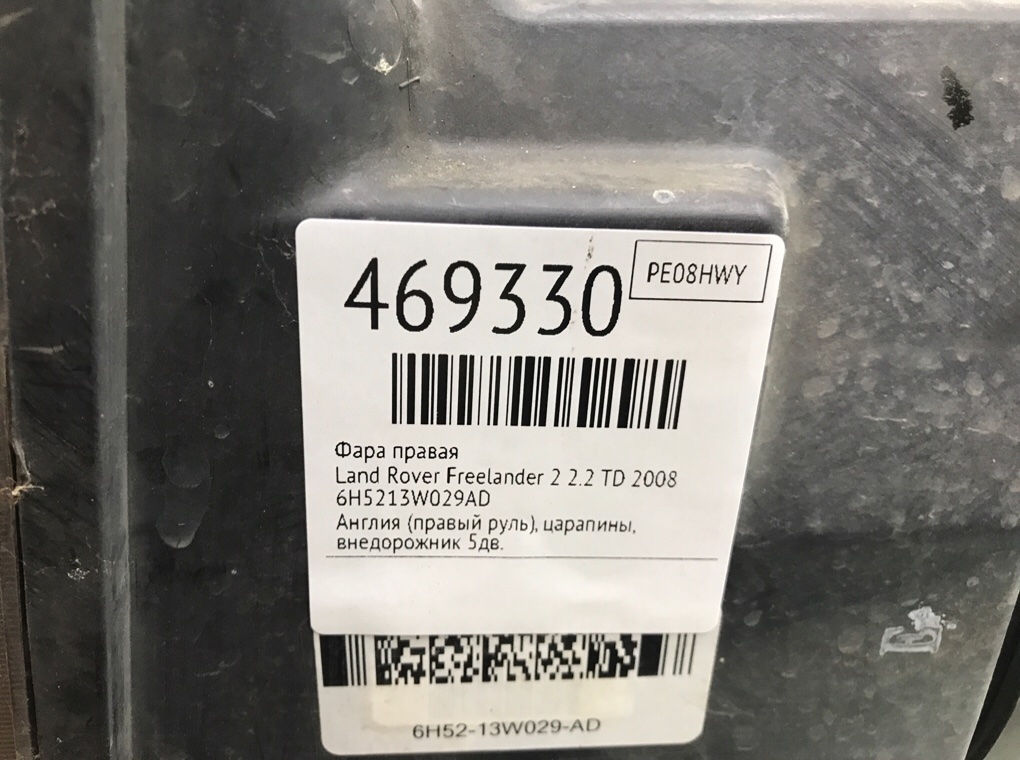 469330
PE08HWY
Фара правая
Land Rover Freelander 2 2.2 TD 2008
6H5213W029AD
Англия (правый руль), царапины,
внедорожник 5дв.
6H52-13W029-AD